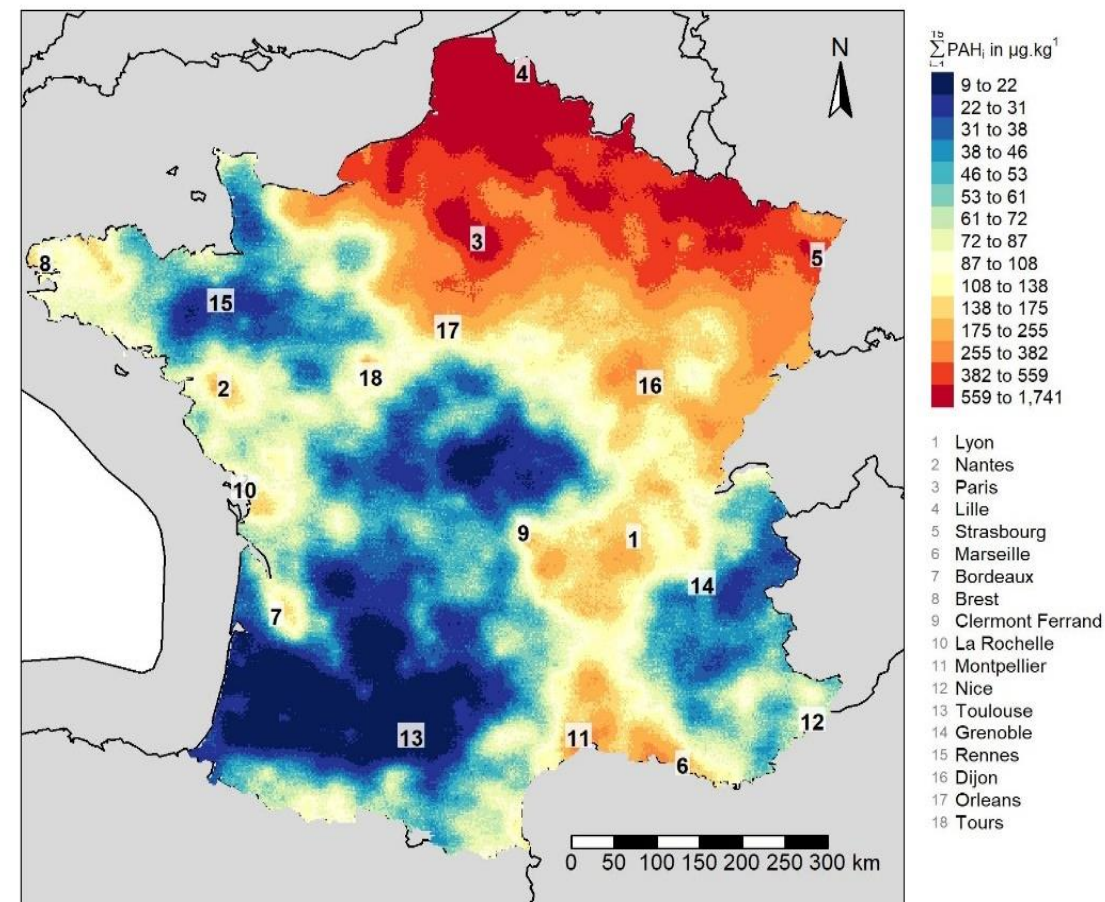 N
15
∑PAHᵢ in µg.kg¹
i=1
9 to 22
22 to 31
31 to 38
38 to 46
46 to 53
53 to 61
61 to 72
72 to 87
87 to 108
108 to 138
138 to 175
175 to 255
255 to 382
382 to 559
559 to 1,741
1 Lyon
2 Nantes
3 Paris
4 Lille
5 Strasbourg
6 Marseille
7 Bordeaux
8 Brest
9 Clermont Ferrand
10 La Rochelle
11 Montpellier
12 Nice
13 Toulouse
14 Grenoble
15 Rennes
16 Dijon
17 Orleans
18 Tours
4
3
5
8
15
17
18
16
2
10
9
1
14
7
12
13
11
6
0 50 100 150 200 250 300 km